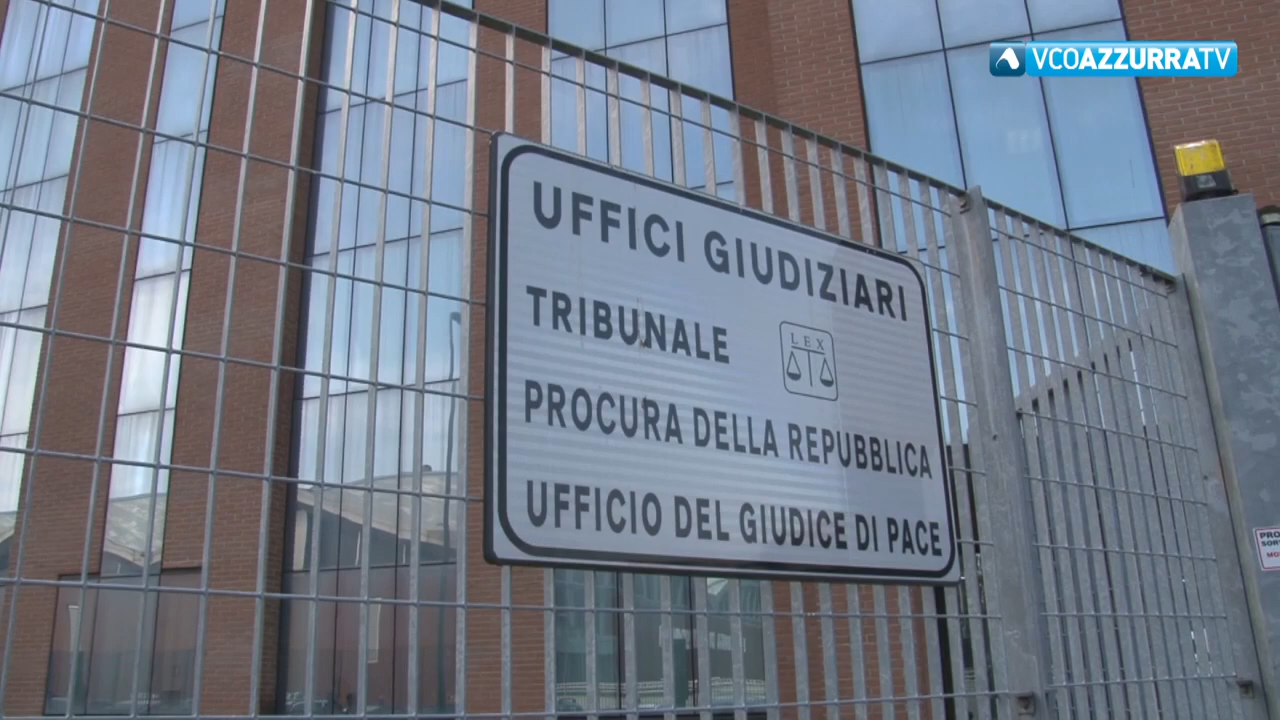 VCOAZZURRATV
UFFICI GIUDIZIARI
TRIBUNALE
LEX
PROCURA DELLA REPUBBLICA
UFFICIO DEL GIUDICE DI PACE